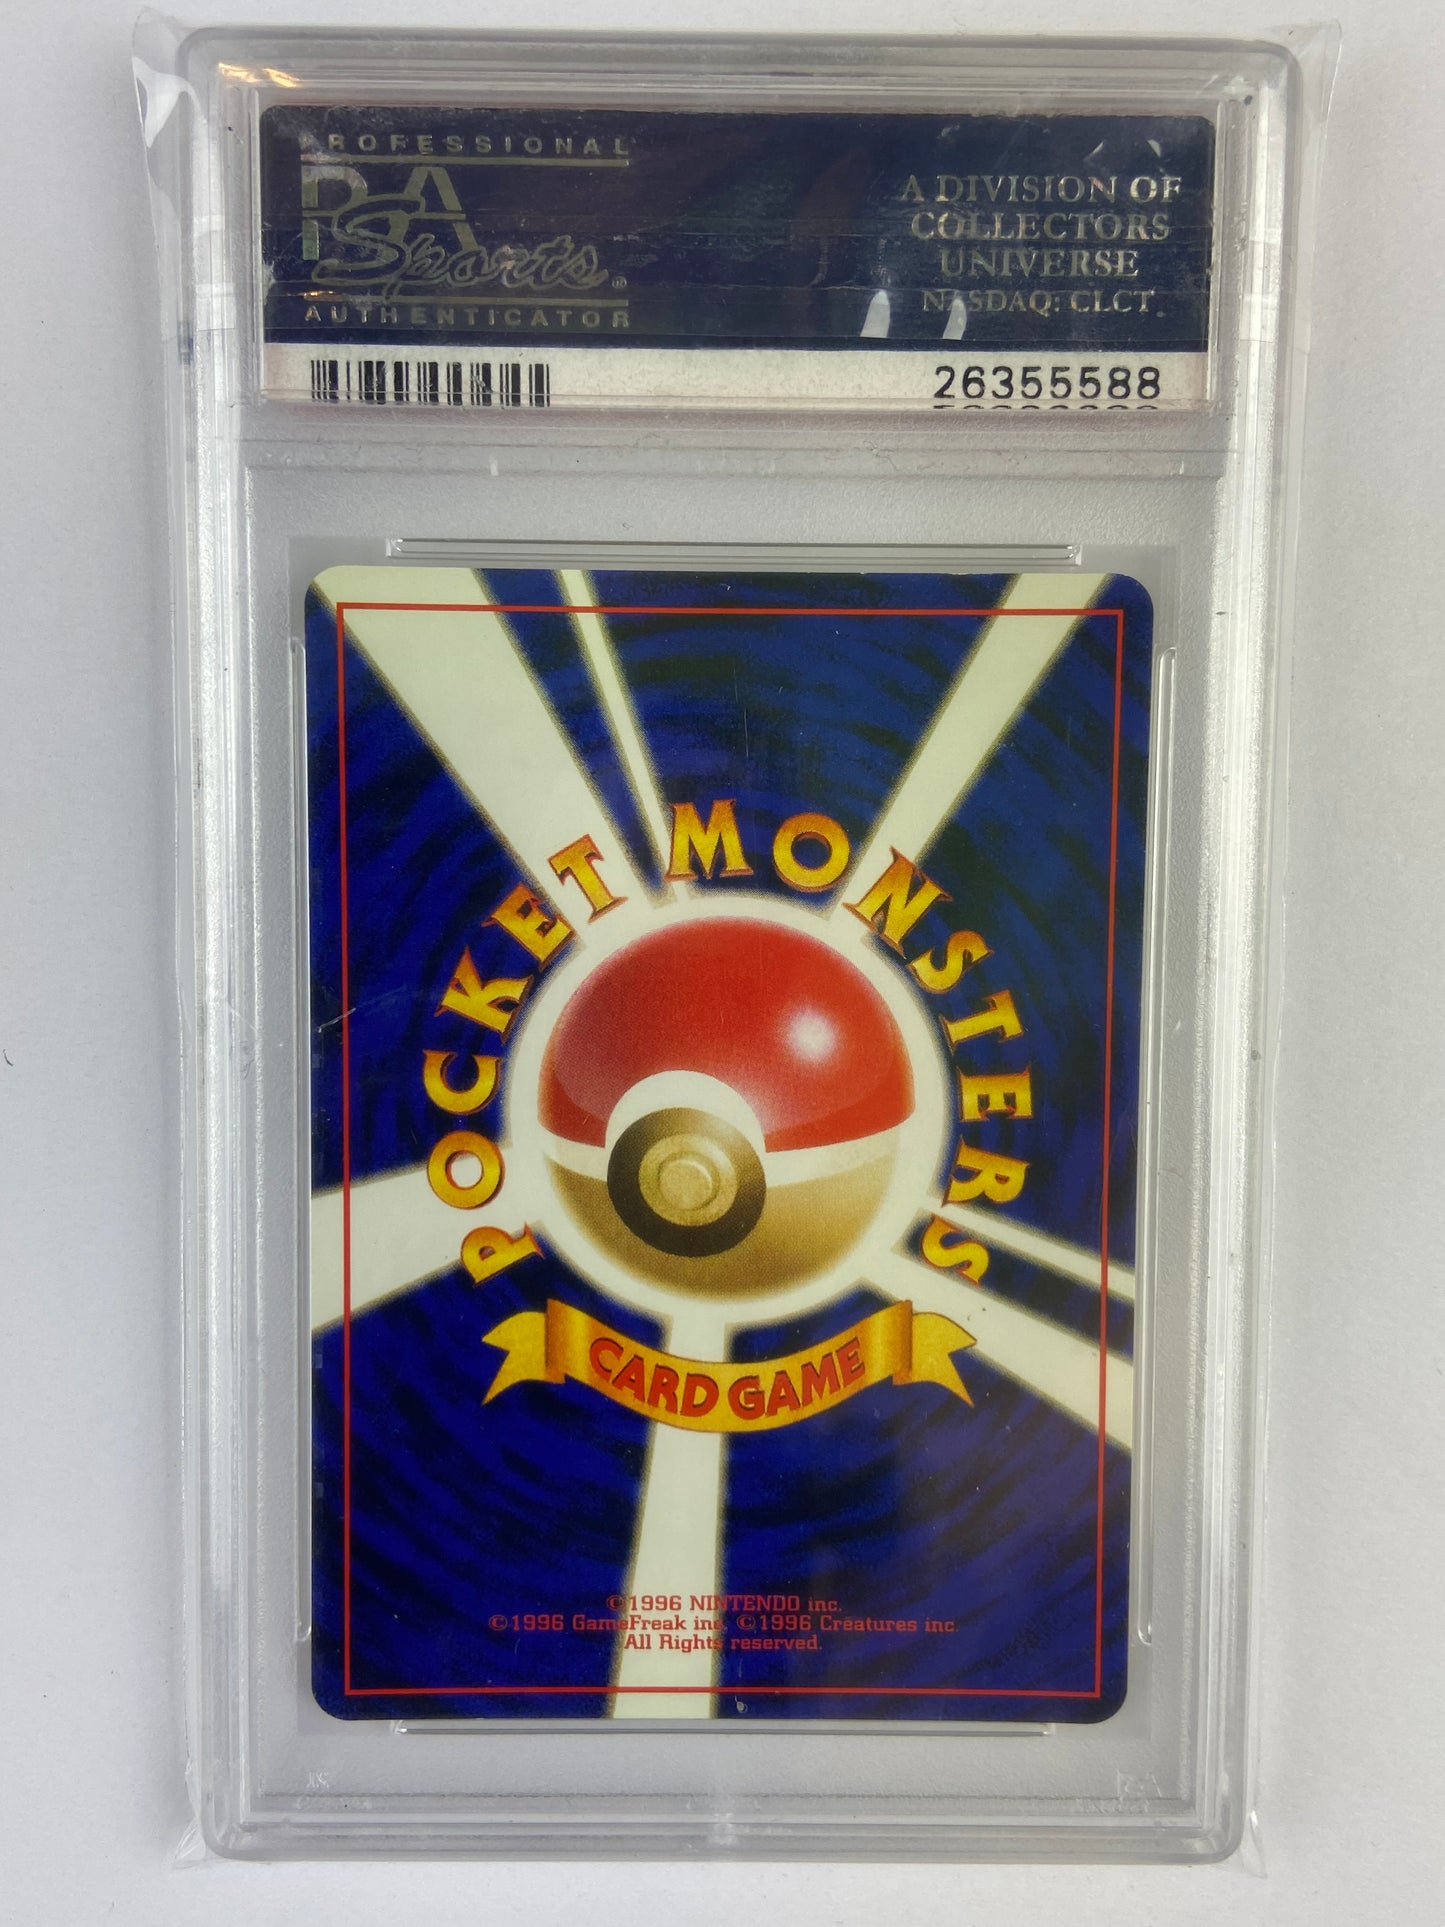 PROFESSIONAL
PSA
Sports®
AUTHENTICATOR
A DIVISION OF
COLLECTORS
UNIVERSE
NASDAQ: CLCT
26355588
POCKET MONSTERS
CARD GAME
©1996 NINTENDO inc.
©1996 GameFreak inc. ©1996 Creatures inc.
All Rights reserved.